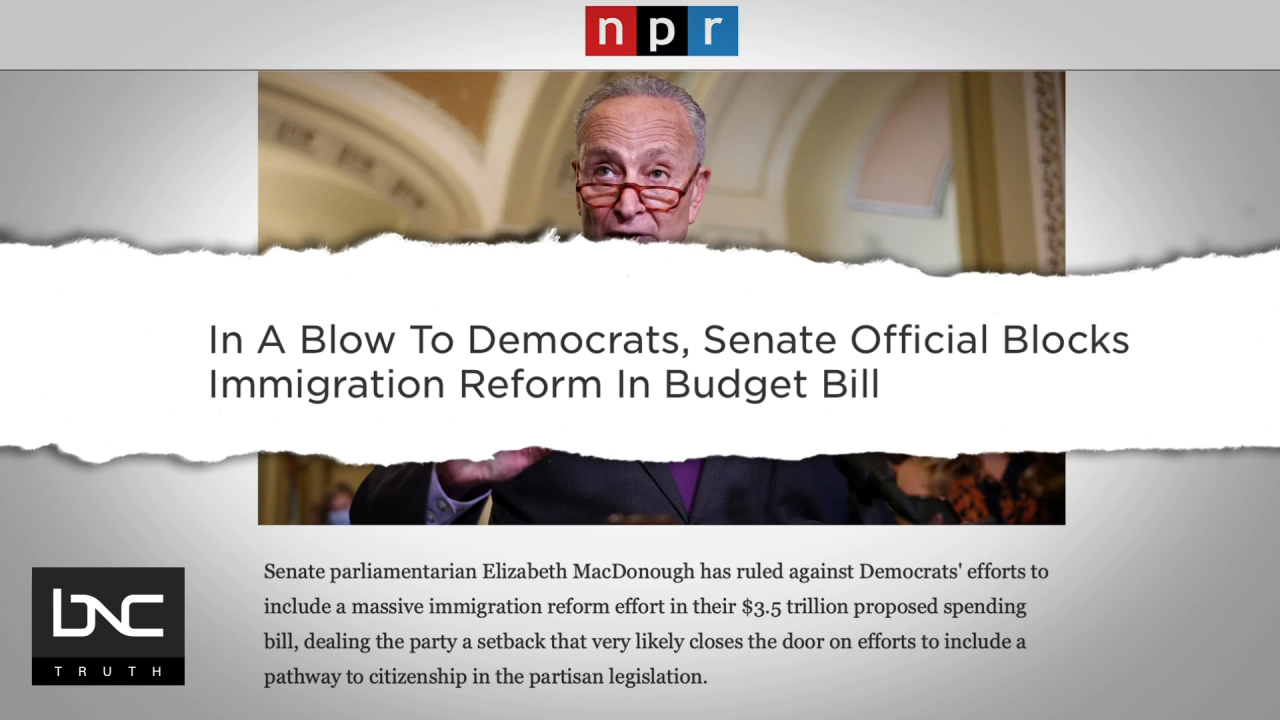 npr
In A Blow To Democrats, Senate Official Blocks
Immigration Reform In Budget Bill
Senate parliamentarian Elizabeth MacDonough has ruled against Democrats' efforts to
include a massive immigration reform effort in their $3.5 trillion proposed spending
bill, dealing the party a setback that very likely closes the door on efforts to include a
pathway to citizenship in the partisan legislation.
BNC
TRUTH